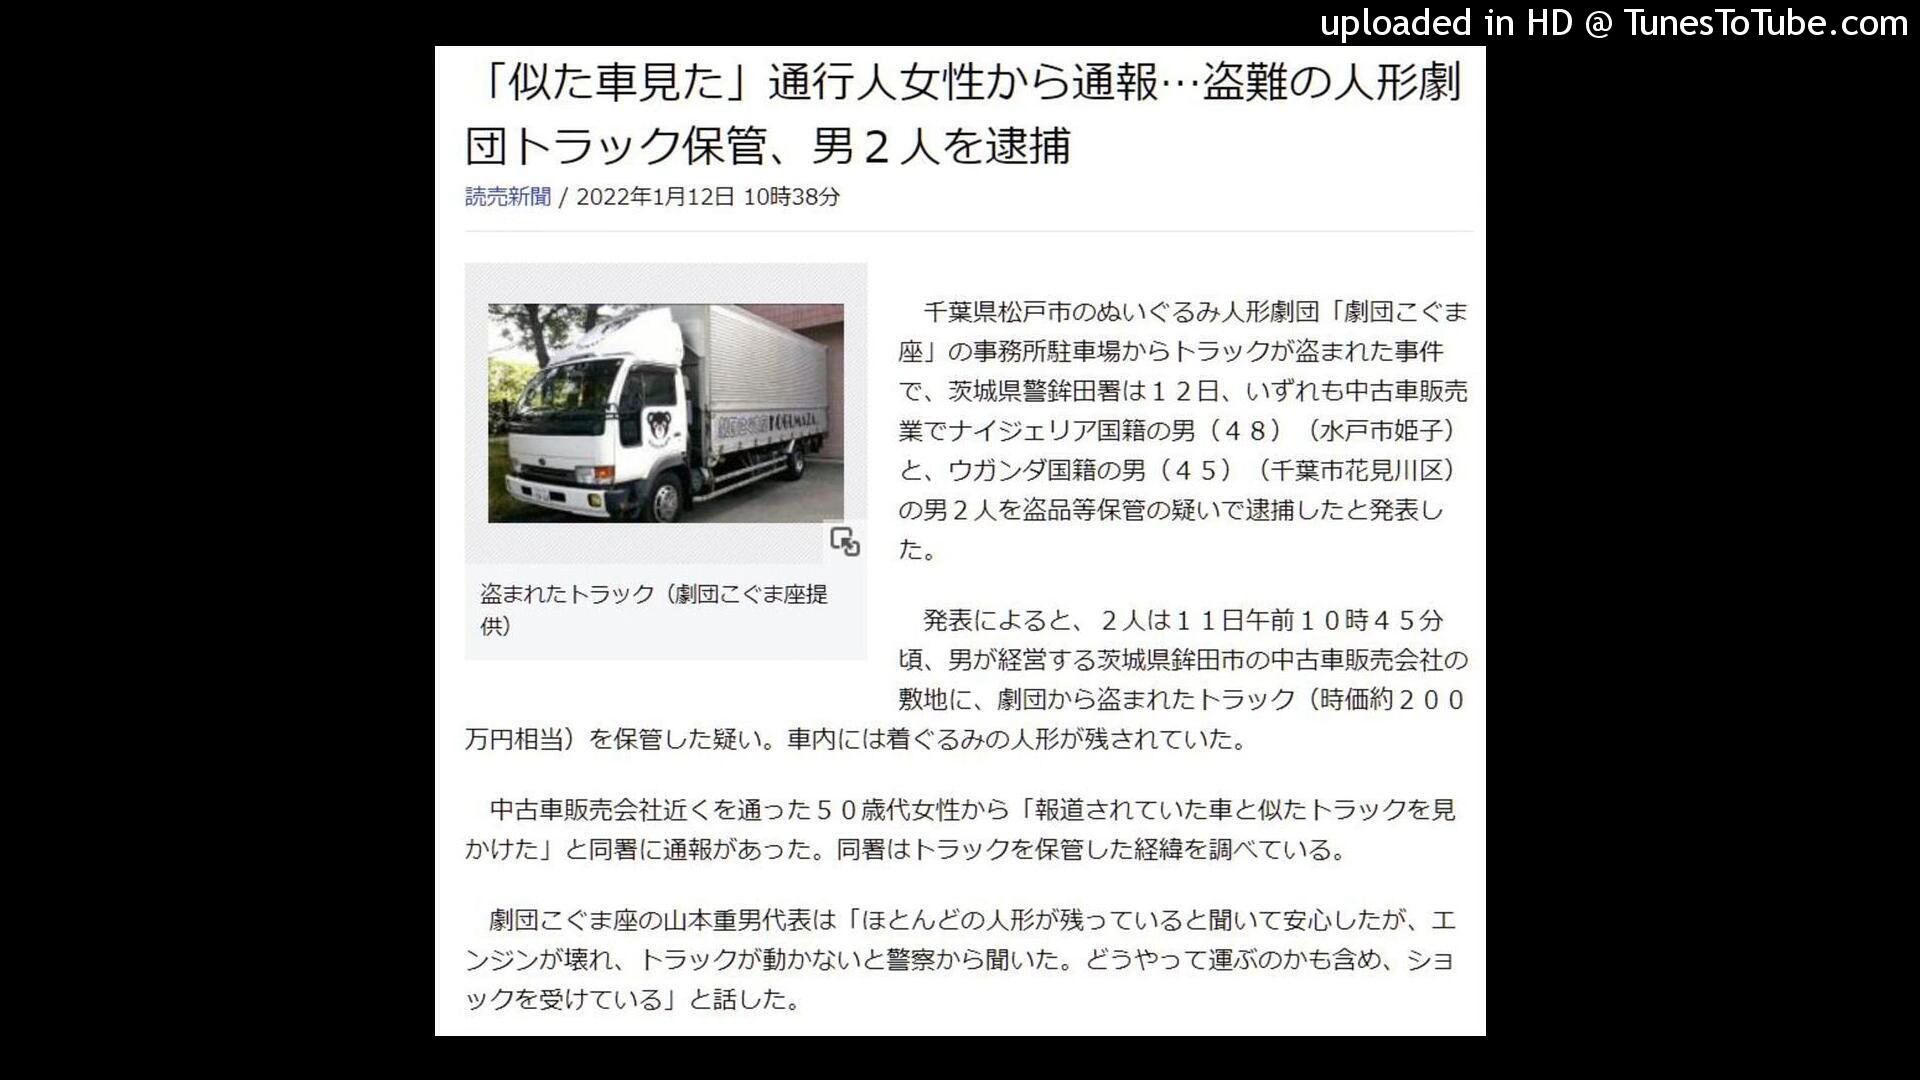 uploaded in HD @ TunesToTube.com
「似た車見た」通行人女性から通報…盗難の人形劇
団トラック保管、男２人を逮捕
読売新聞 / 2022年1月12日 10時38分
KOGUMAZA
盗まれたトラック（劇団こぐま座提
供）
千葉県松戸市のぬいぐるみ人形劇団「劇団こぐま
座」の事務所駐車場からトラックが盗まれた事件
で、茨城県警鉾田署は１２日、いずれも中古車販売
業でナイジェリア国籍の男（４８）（水戸市姫子）
と、ウガンダ国籍の男（４５）（千葉市花見川区）
の男２人を盗品等保管の疑いで逮捕したと発表し
た。
発表によると、２人は１１日午前１０時４５分
頃、男が経営する茨城県鉾田市の中古車販売会社の
敷地に、劇団から盗まれたトラック（時価約２００
万円相当）を保管した疑い。車内には着ぐるみの人形が残されていた。
中古車販売会社近くを通った５０歳代女性から「報道されていた車と似たトラックを見
かけた」と同署に通報があった。同署はトラックを保管した経緯を調べている。
劇団こぐま座の山本重男代表は「ほとんどの人形が残っていると聞いて安心したが、エ
ンジンが壊れ、トラックが動かないと警察から聞いた。どうやって運ぶのかも含め、ショ
ックを受けている」と話した。